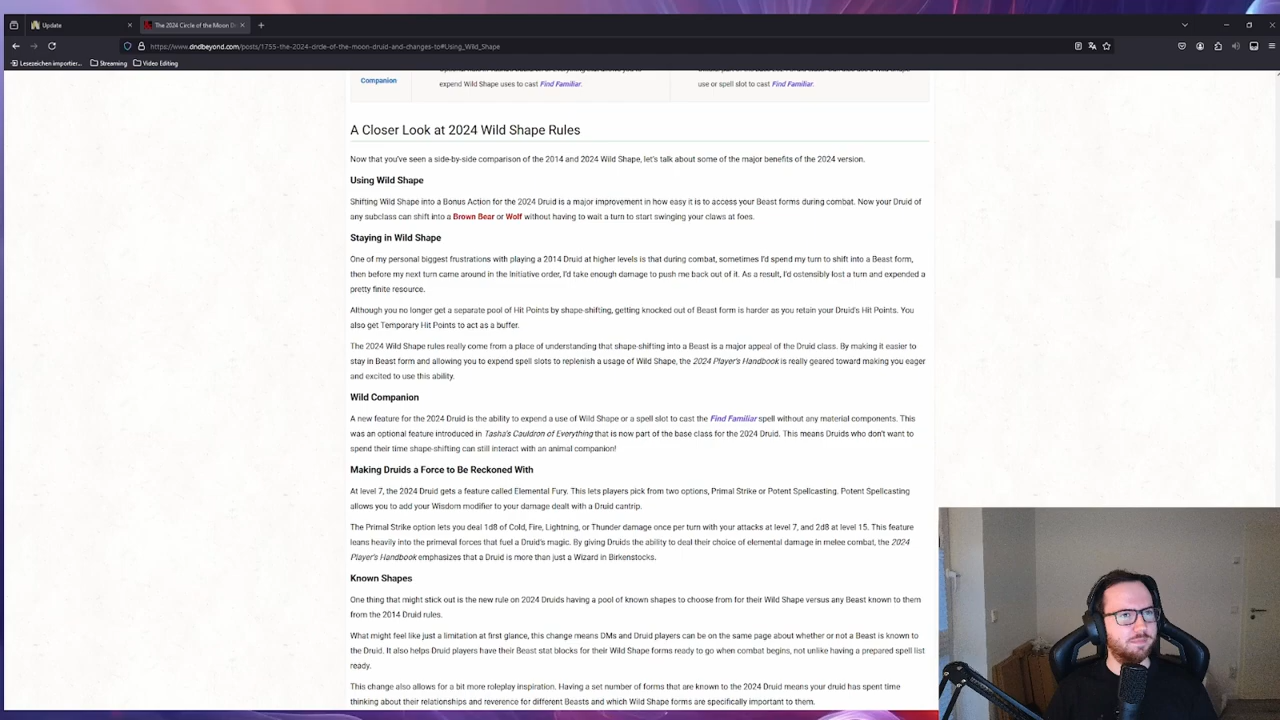 Update
The 2024 Circle of the Moon D
https://www.dndbeyond.com/posts/1755-the-2024-circle-of-the-moon-druid-and-changes-to#Using_Wild_Shape
Lesezeichen importier...
Streaming
Video Editing
Companion
expend Wild Shape uses to cast Find Familiar.
use or spell slot to cast Find Familiar.
A Closer Look at 2024 Wild Shape Rules
Now that you've seen a side-by-side comparison of the 2014 and 2024 Wild Shape, let's talk about some of the major benefits of the 2024 version.
Using Wild Shape
Shifting Wild Shape into a Bonus Action for the 2024 Druid is a major improvement in how easy it is to access your Beast forms during combat. Now your Druid of
any subclass can shift into a Brown Bear or Wolf without having to wait a turn to start swinging your claws at foes.
Staying in Wild Shape
One of my personal biggest frustrations with playing a 2014 Druid at higher levels is that during combat, sometimes I'd spend my turn to shift into a Beast form,
then before my next turn came around in the Initiative order, I'd take enough damage to push me back out of it. As a result, I'd ostensibly lost a turn and expended a
pretty finite resource.
Although you no longer get a separate pool of Hit Points by shape-shifting, getting knocked out of Beast form is harder as you retain your Druid's Hit Points. You
also get Temporary Hit Points to act as a buffer.
The 2024 Wild Shape rules really come from a place of understanding that shape-shifting into a Beast is a major appeal of the Druid class. By making it easier to
stay in Beast form and allowing you to expend spell slots to replenish a usage of Wild Shape, the 2024 Player's Handbook is really geared toward making you eager
and excited to use this ability.
Wild Companion
A new feature for the 2024 Druid is the ability to expend a use of Wild Shape or a spell slot to cast the Find Familiar spell without any material components. This
was an optional feature introduced in Tasha's Cauldron of Everything that is now part of the base class for the 2024 Druid. This means Druids who don't want to
spend their time shape-shifting can still interact with an animal companion!
Making Druids a Force to Be Reckoned With
At level 7, the 2024 Druid gets a feature called Elemental Fury. This lets players pick from two options, Primal Strike or Potent Spellcasting. Potent Spellcasting
allows you to add your Wisdom modifier to your damage dealt with a Druid cantrip.
The Primal Strike option lets you deal 1d8 of Cold, Fire, Lightning, or Thunder damage once per turn with your attacks at level 7, and 2d8 at level 15. This feature
leans heavily into the primeval forces that fuel a Druid's magic. By giving Druids the ability to deal their choice of elemental damage in melee combat, the 2024
Player's Handbook emphasizes that a Druid is more than just a Wizard in Birkenstocks.
Known Shapes
One thing that might stick out is the new rule on 2024 Druids having a pool of known shapes to choose from for their Wild Shape versus any Beast known to them
from the 2014 Druid rules.
What might feel like just a limitation at first glance, this change means DMs and Druid players can be on the same page about whether or not a Beast is known to
the Druid. It also helps Druid players have their Beast stat blocks for their Wild Shape forms ready to go when combat begins, not unlike having a prepared spell list
ready.
This change also allows for a bit more roleplay inspiration. Having a set number of forms that are known to the 2024 Druid means your druid has spent time
thinking about their relationships and reverence for different Beasts and which Wild Shape forms are specifically important to them.